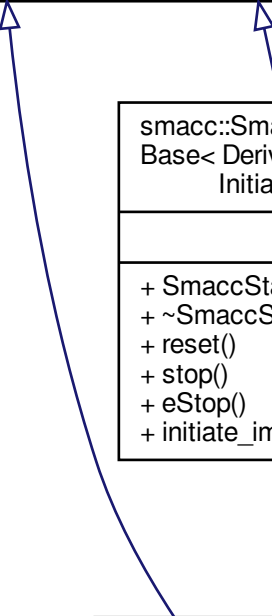 smacc::Sma
Base< Deriv
Initia
+ SmaccSta
+ ~SmaccS
+ reset()
+ stop()
+ eStop()
+ initiate_im